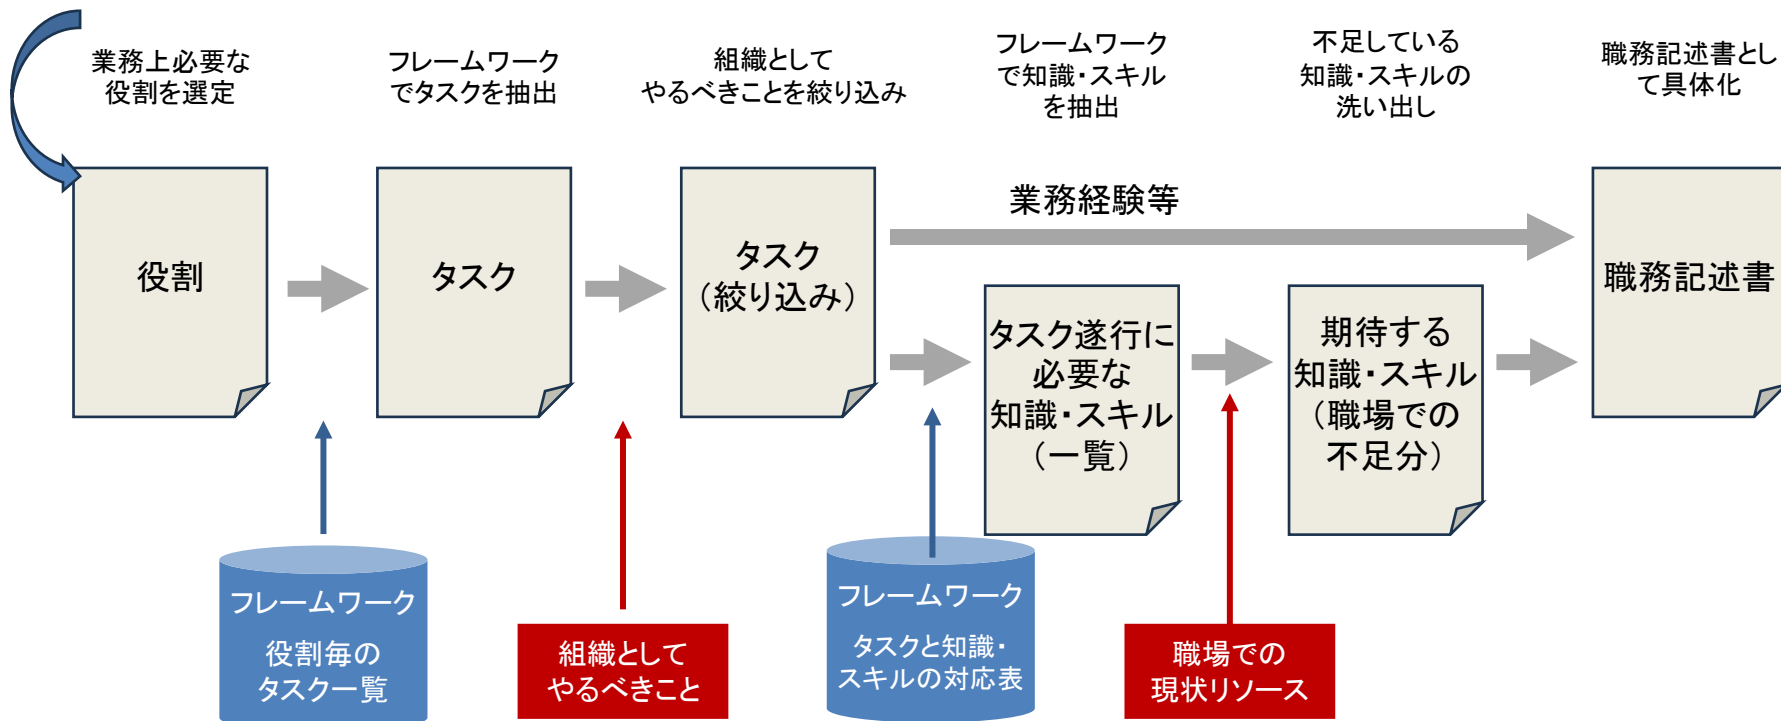 業務上必要な
役割を選定
フレームワーク
でタスクを抽出
組織として
やるべきことを絞り込み
フレームワーク
で知識・スキル
を抽出
不足している
知識・スキルの
洗い出し
職務記述書とし
て具体化
役割
タスク
タスク
（絞り込み）
業務経験等
タスク遂行に
必要な
知識・スキル
（一覧）
期待する
知識・スキル
（職場での
不足分）
職務記述書
フレームワーク
役割毎の
タスク一覧
組織として
やるべきこと
フレームワーク
タスクと知識・
スキルの対応表
職場での
現状リソース